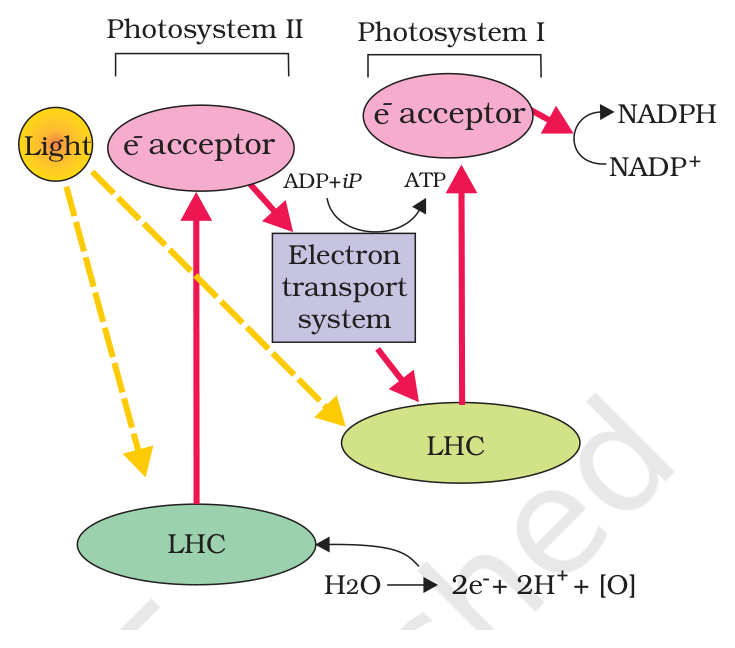 Photosystem II
Photosystem I
Light
e⁻ acceptor
e⁻ acceptor
NADPH
NADP⁺
ADP+iP
ATP
Electron
transport
system
LHC
LHC
H2O
2e⁻+ 2H⁺ + [O]